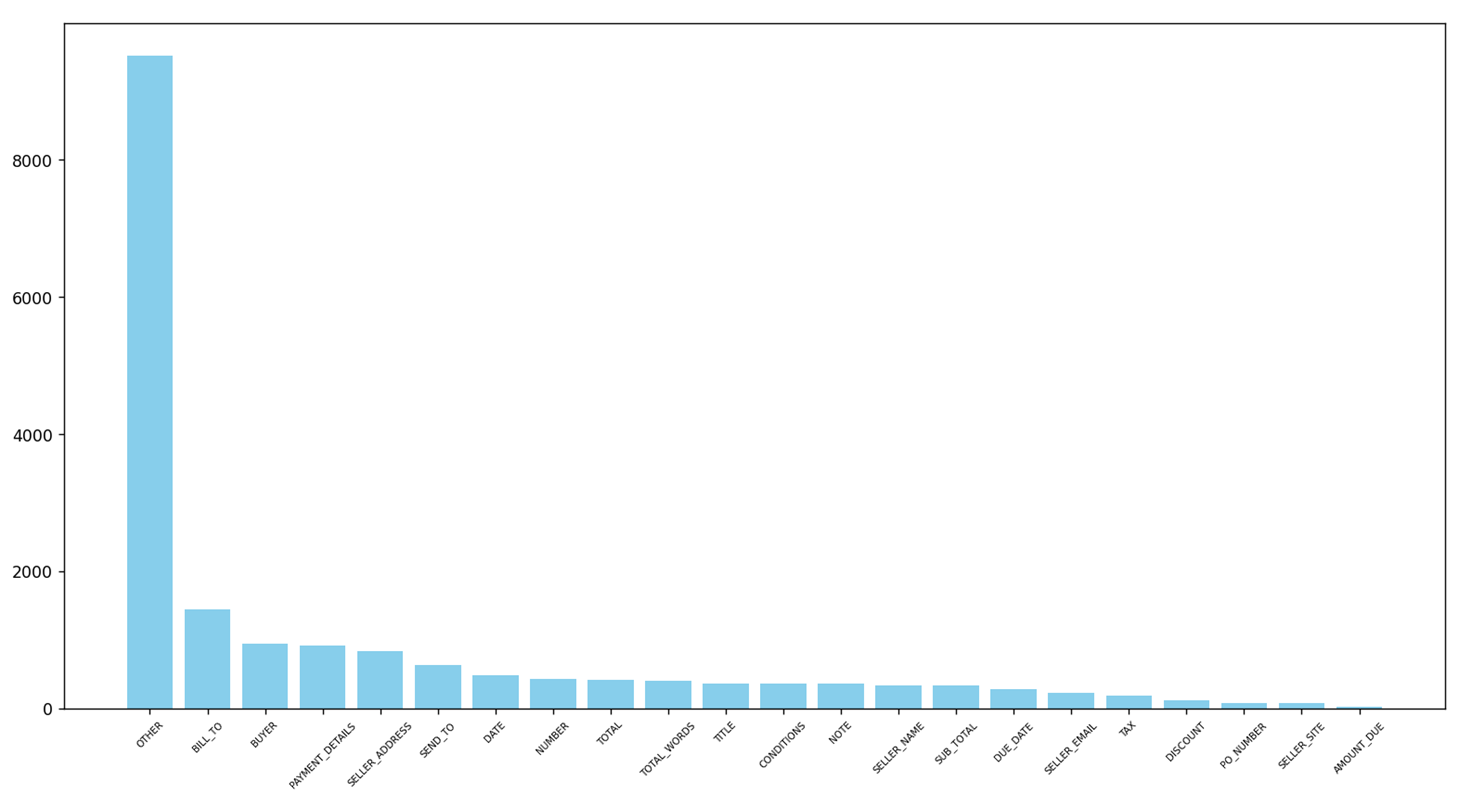 8000
6000
4000
2000
0
OTHER
BILL_TO
BUYER
PAYMENT_DETAILS
SELLER_ADDRESS
SEND_TO
DATE
NUMBER
TOTAL
TOTAL_WORDS
TITLE
CONDITIONS
NOTE
SELLER_NAME
SUB_TOTAL
DUE_DATE
SELLER_EMAIL
TAX
DISCOUNT
PO_NUMBER
SELLER_SITE
AMOUNT_DUE